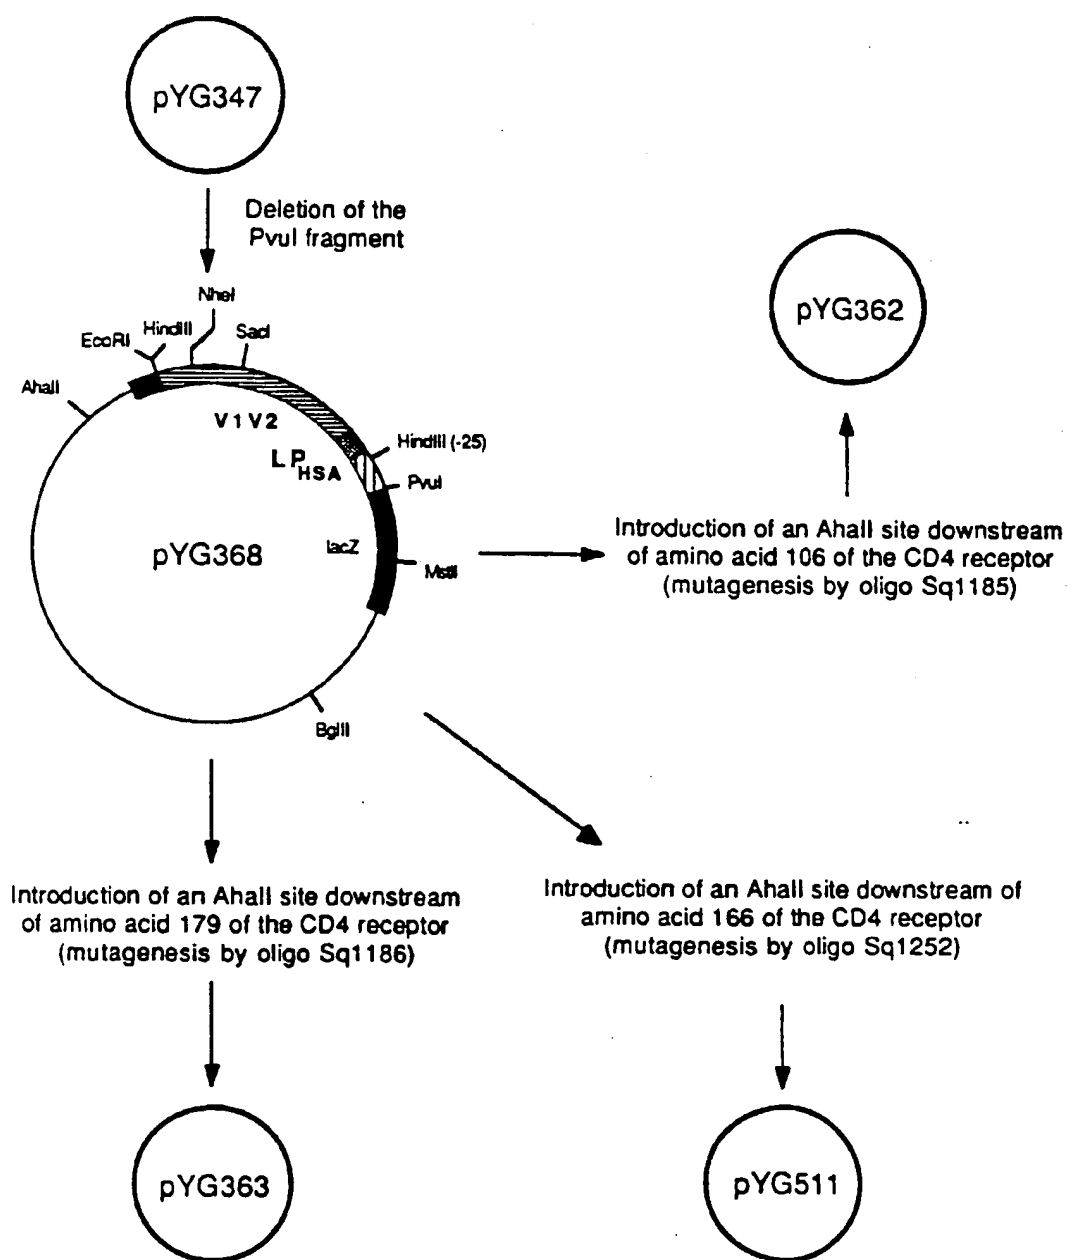 pYG347
Deletion of the
PvuI fragment
NheI
EcoRI
HindIII
SacI
AhaII
V1V2
HindIII (-25)
LP HSA
PvuI
lacZ
pYG368
MstII
BglII
pYG362
Introduction of an AhaII site downstream
of amino acid 106 of the CD4 receptor
(mutagenesis by oligo Sq1185)
Introduction of an AhaII site downstream
of amino acid 179 of the CD4 receptor
(mutagenesis by oligo Sq1186)
Introduction of an AhaII site downstream of
amino acid 166 of the CD4 receptor
(mutagenesis by oligo Sq1252)
pYG363
pYG511